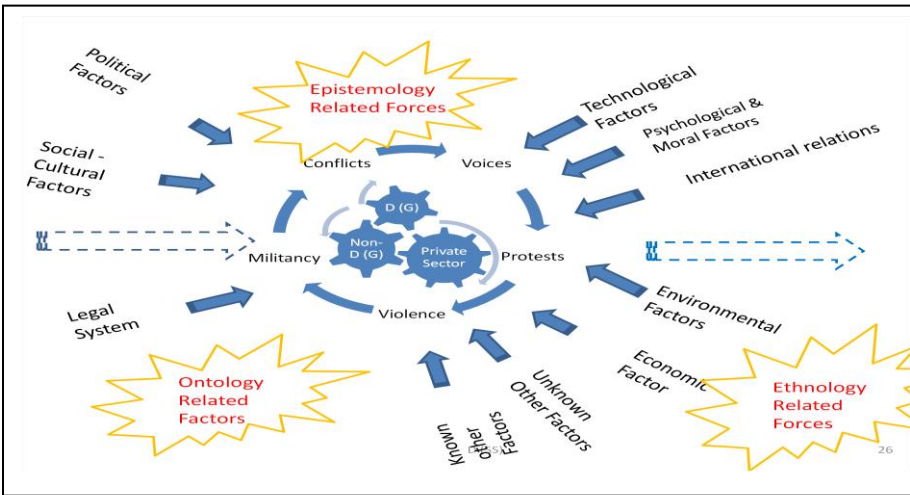 Political
Factors
Epistemology
Related Forces
Technological
Factors
Psychological &
Moral Factors
International relations
Social -
Cultural
Factors
Conflicts
Voices
D (G)
Non-
D (G)
Private
Sector
Militancy
Protests
Violence
Legal
System
Environmental
Factors
Economic
Factor
Ontology
Related
Factors
Known
other
Factors
Unknown
Other Factors
Ethnology
Related
Forces
26